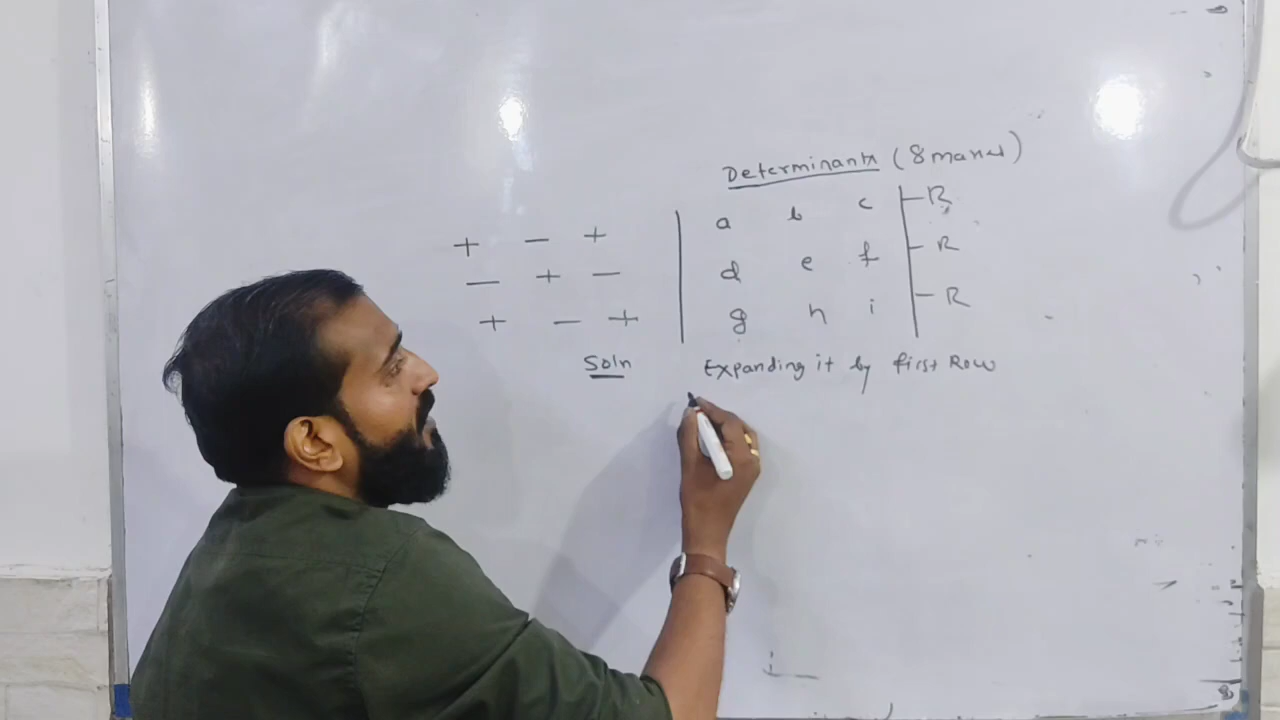 Determinants (8 marks)
+ − + | a b c | R
− + − | d e f | R
+ − + | g h i | R
Soln Expanding it by first Row